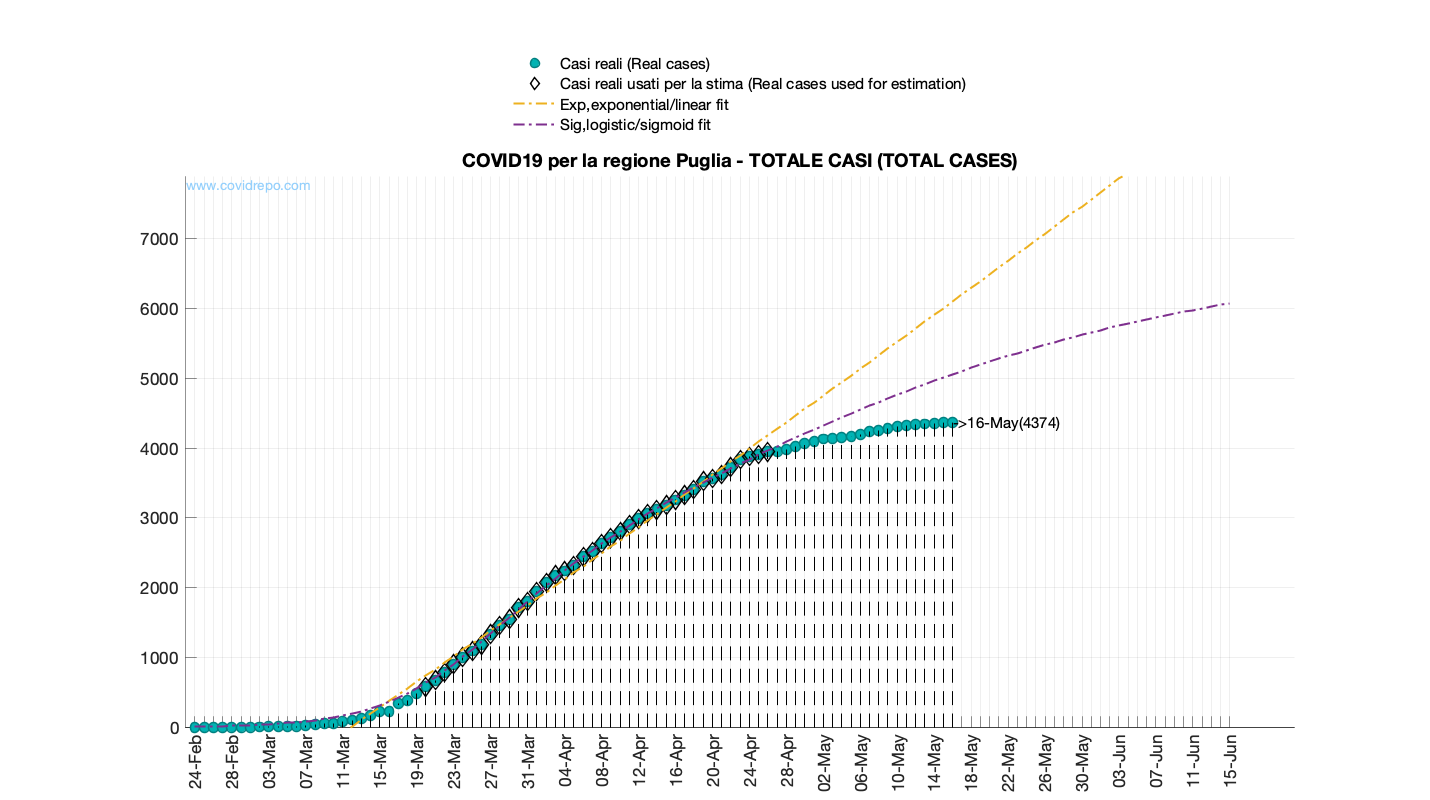 Casi reali (Real cases)
Casi reali usati per la stima (Real cases used for estimation)
Exp,exponential/linear fit
Sig,logistic/sigmoid fit
COVID19 per la regione Puglia - TOTALE CASI (TOTAL CASES)
www.covidrepo.com
7000
6000
5000
4000
3000
2000
1000
0
->16-May(4374)
24-Feb
28-Feb
03-Mar
07-Mar
11-Mar
15-Mar
19-Mar
23-Mar
27-Mar
31-Mar
04-Apr
08-Apr
12-Apr
16-Apr
20-Apr
24-Apr
28-Apr
02-May
06-May
10-May
14-May
18-May
22-May
26-May
30-May
03-Jun
07-Jun
11-Jun
15-Jun